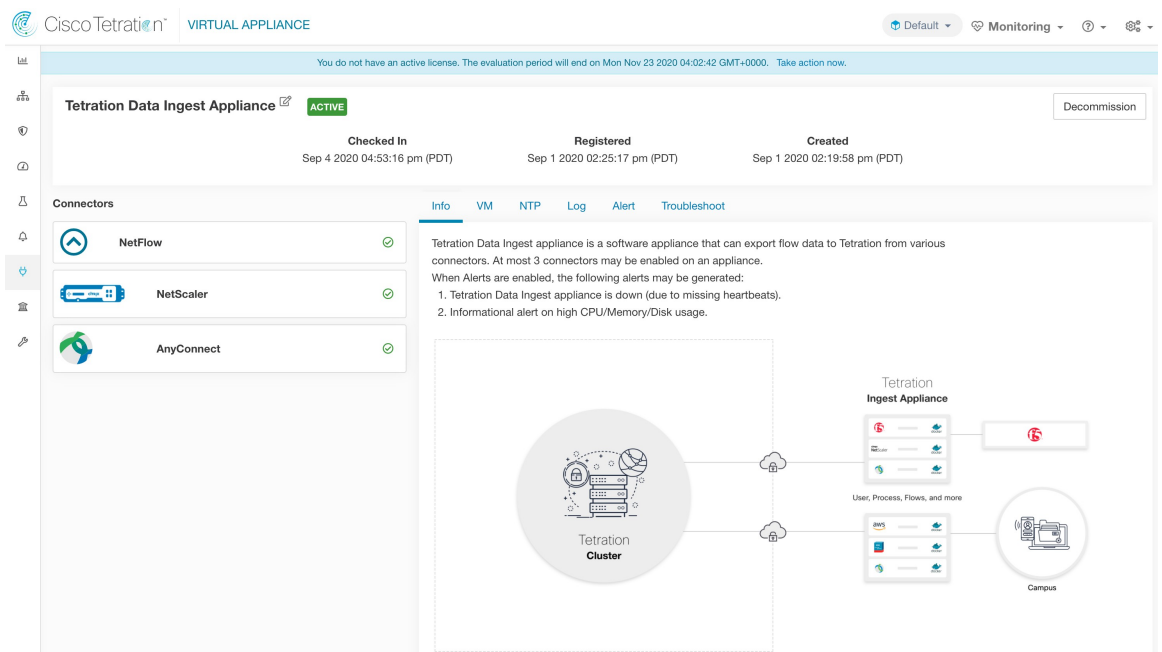 Cisco Tetration™ VIRTUAL APPLIANCE
Default
Monitoring
You do not have an active license. The evaluation period will end on Mon Nov 23 2020 04:02:42 GMT+0000. Take action now.
Tetration Data Ingest Appliance ACTIVE
Decommission
Checked In Registered Created
Sep 4 2020 04:53:16 pm (PDT) Sep 1 2020 02:25:17 pm (PDT) Sep 1 2020 02:19:58 pm (PDT)
Connectors
NetFlow
NetScaler
AnyConnect
Info VM NTP Log Alert Troubleshoot
Tetration Data Ingest appliance is a software appliance that can export flow data to Tetration from various
connectors. At most 3 connectors may be enabled on an appliance.
When Alerts are enabled, the following alerts may be generated:
1. Tetration Data Ingest appliance is down (due to missing heartbeats).
2. Informational alert on high CPU/Memory/Disk usage.
Tetration
Cluster
Tetration
Ingest Appliance
NetScaler
User, Process, Flows, and more
aws
Campus